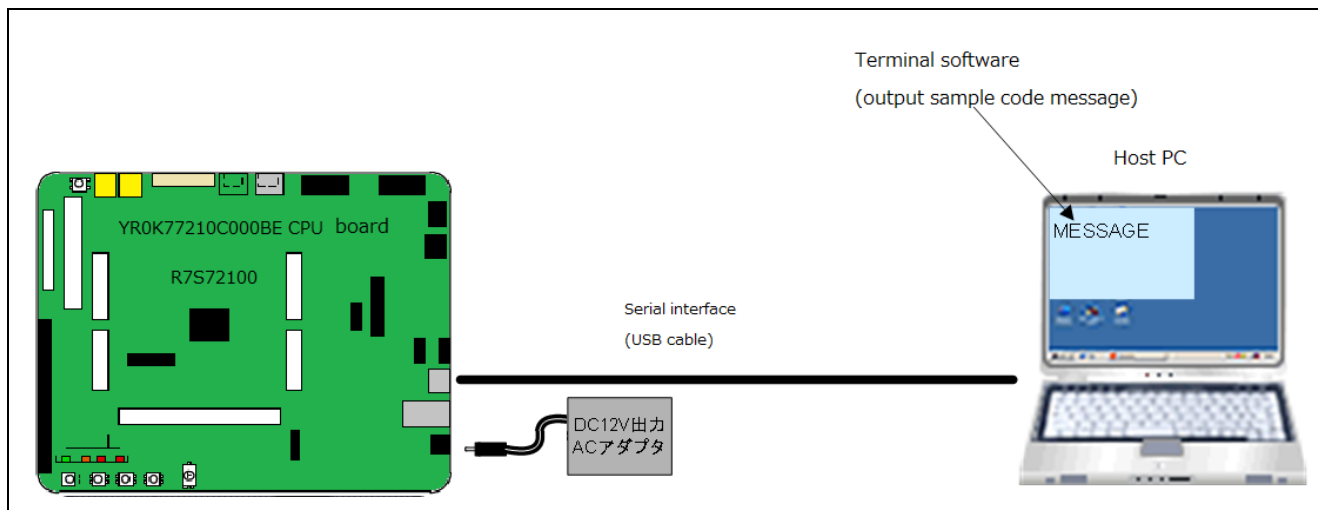 Terminal software
(output sample code message)
Host PC
MESSAGE
YR0K77210C000BE CPU board
R7S72100
Serial interface
(USB cable)
DC12V出力
ACアダプタ